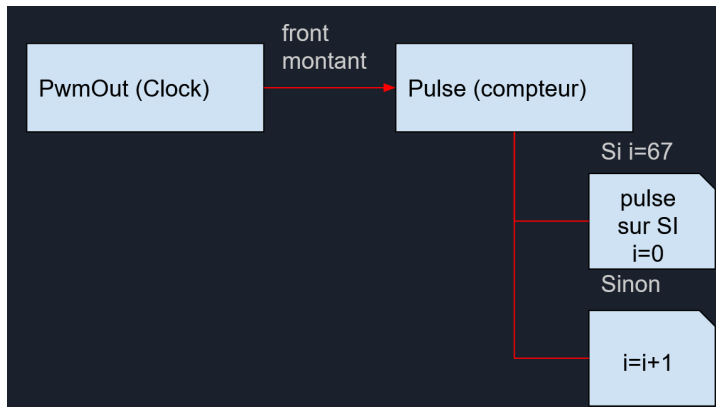 front
montant
PwmOut (Clock)
Pulse (compteur)
Si i=67
pulse
sur SI
i=0
Sinon
i=i+1